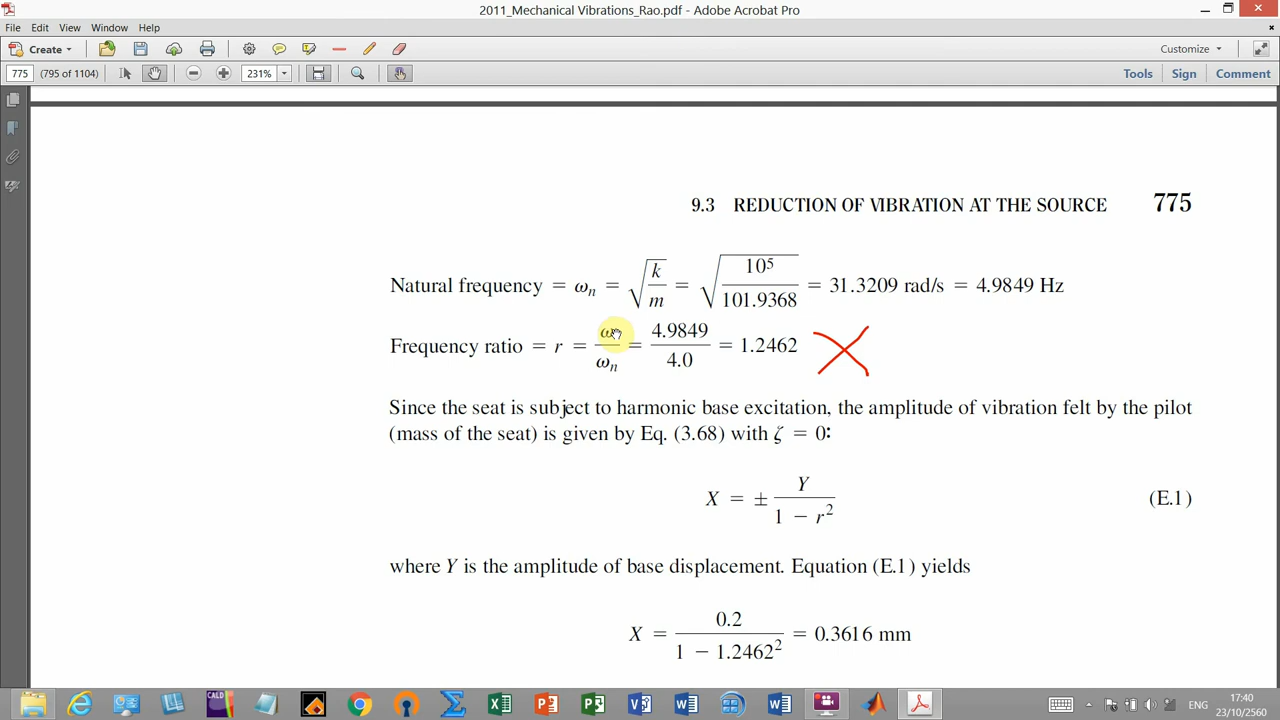 2011_Mechanical Vibrations_Rao.pdf - Adobe Acrobat Pro
File Edit View Window Help
Create Customize
775 (795 of 1104) 231% Tools Sign Comment
9.3 REDUCTION OF VIBRATION AT THE SOURCE 775
Natural frequency = ωn = √(k/m) = √(10⁵/101.9368) = 31.3209 rad/s = 4.9849 Hz
Frequency ratio = r = ω/ωn = 4.9849/4.0 = 1.2462
Since the seat is subject to harmonic base excitation, the amplitude of vibration felt by the pilot
(mass of the seat) is given by Eq. (3.68) with ζ = 0:
X = ± Y/(1 − r²) (E.1)
where Y is the amplitude of base displacement. Equation (E.1) yields
X = 0.2/(1 − 1.2462²) = 0.3616 mm
CALD
ENG
17:40
23/10/2560